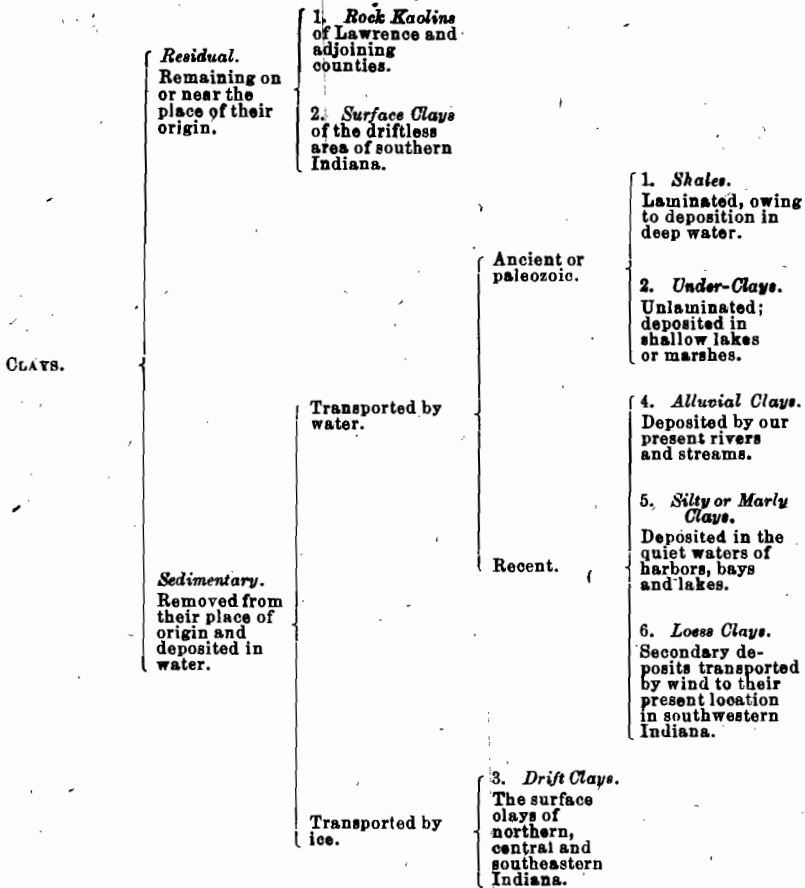 CLAYS.
Residual.
Remaining on
or near the
place of their
origin.
1. Rock Kaolins
of Lawrence and
adjoining
counties.
2. Surface Clays
of the driftless
area of southern
Indiana.
Sedimentary.
Removed from
their place of
origin and
deposited in
water.
Transported by
water.
Ancient or
paleozoic.
1. Shales.
Laminated, owing
to deposition in
deep water.
2. Under-Clays.
Unlaminated;
deposited in
shallow lakes
or marshes.
Recent.
4. Alluvial Clays.
Deposited by our
present rivers
and streams.
5. Silty or Marly
Clays.
Deposited in the
quiet waters of
harbors, bays
and lakes.
6. Loess Clays.
Secondary de-
posits transported
by wind to their
present location
in southwestern
Indiana.
Transported by
ice.
3. Drift Clays.
The surface
clays of
northern,
central and
southeastern
Indiana.